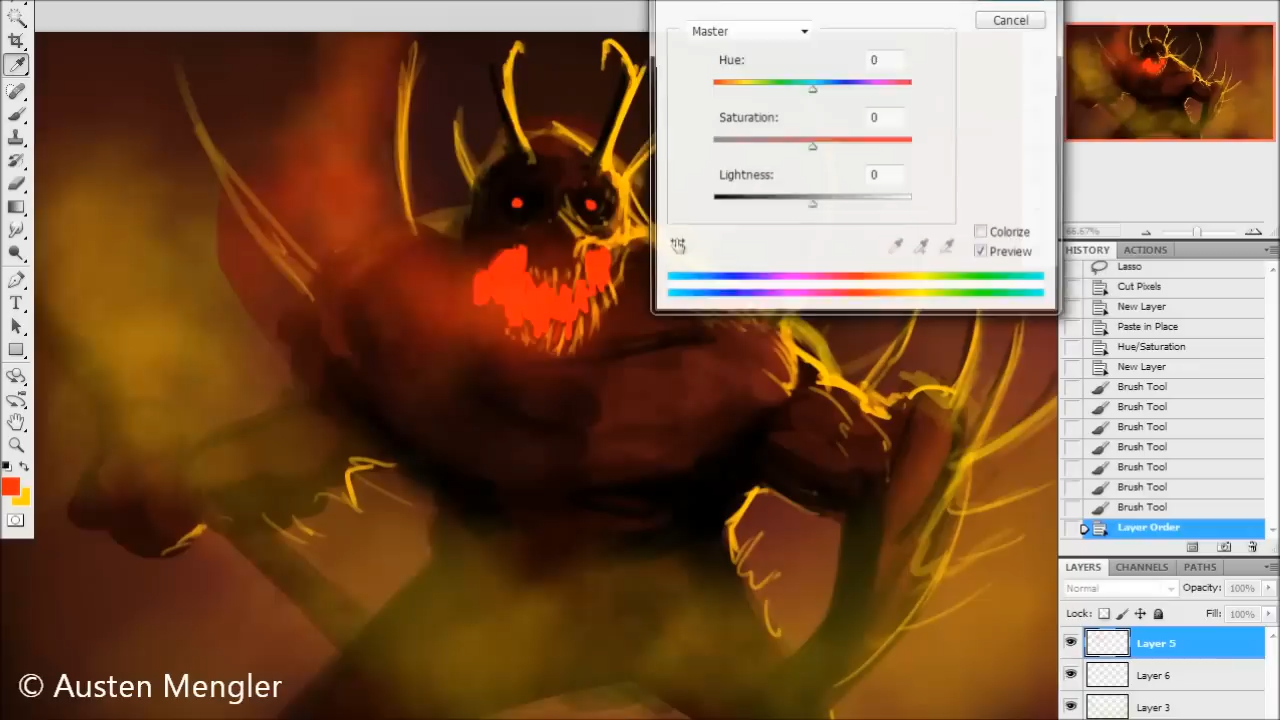 Cancel
Master
Hue: 0
Saturation: 0
Lightness: 0
Colorize
Preview
66.67%
HISTORY ACTIONS
Lasso
Cut Pixels
New Layer
Paste in Place
Hue/Saturation
New Layer
Brush Tool
Brush Tool
Brush Tool
Brush Tool
Brush Tool
Brush Tool
Brush Tool
Layer Order
LAYERS CHANNELS PATHS
Normal Opacity: 100%
Lock: Fill: 100%
Layer 5
Layer 6
Layer 3
© Austen Mengler